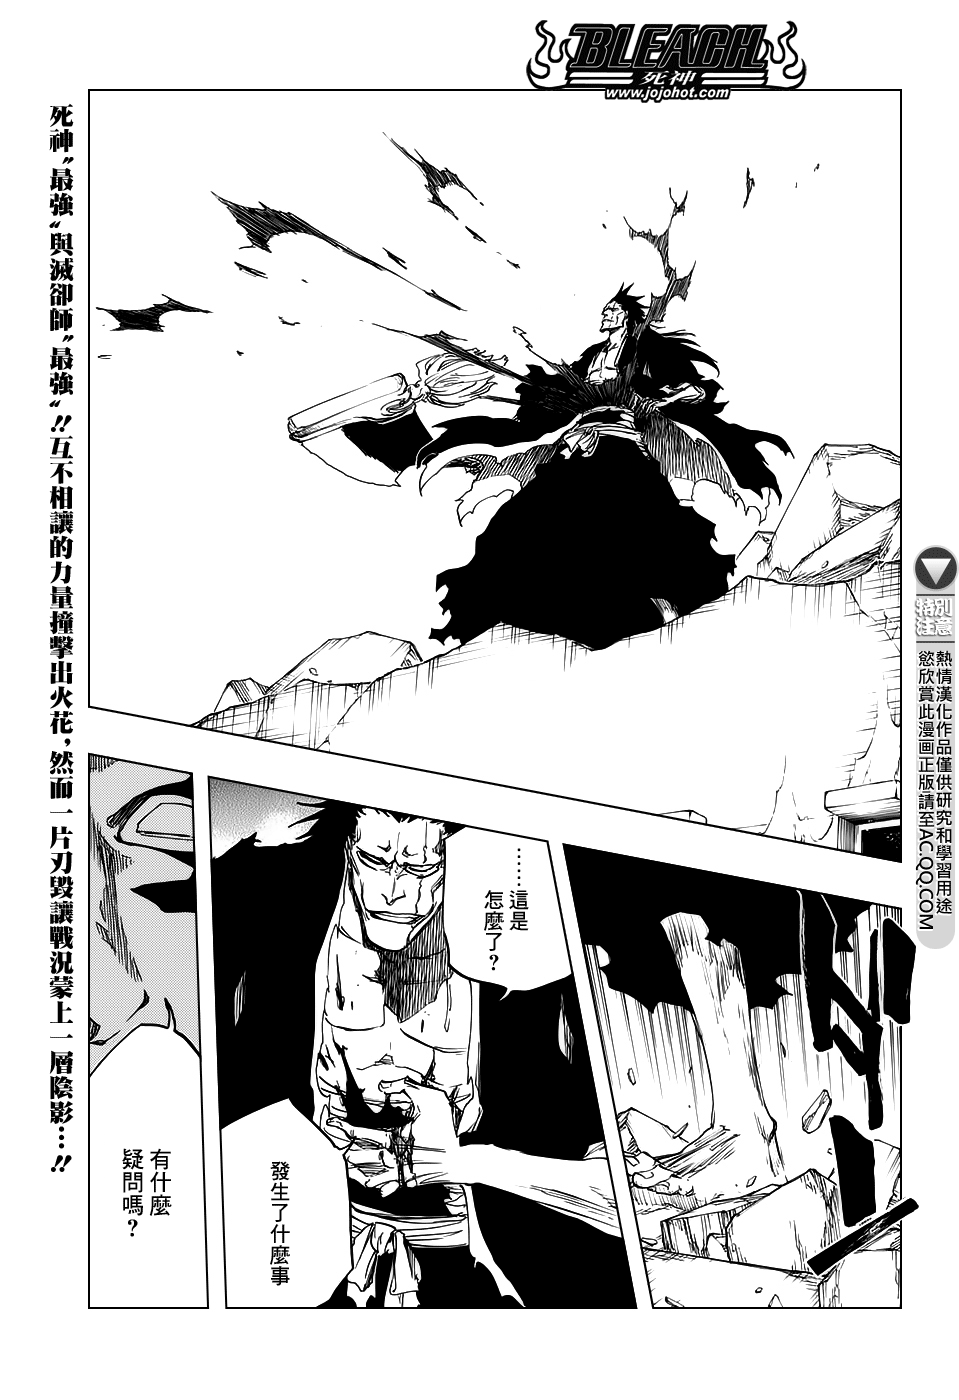 BLEACH
死神
www.jojohot.com
死神〝最強〟與滅卻師〝最強〟!!互不相讓的力量撞擊出火花,然而一片刃毀讓戰況蒙上一層陰影…!!
特別
注意
熱情漢化作品僅供研究和學習用途
慾欣賞此漫画正版請至AC.QQ.COM
……這是
怎麼了?
發生了什麼事
有什麼
疑問嗎?